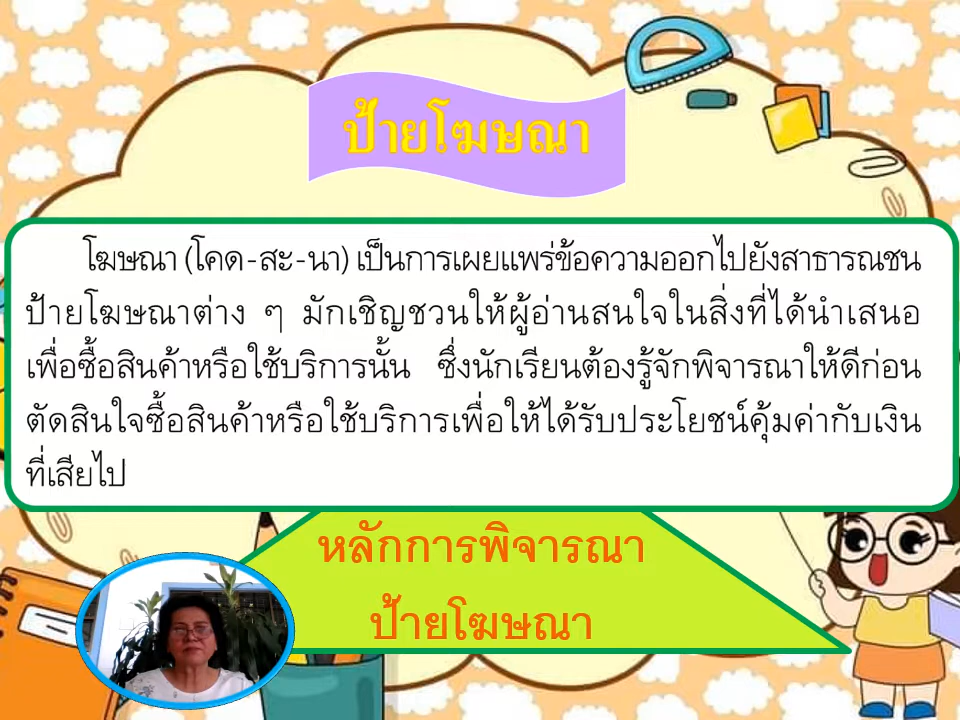 ป้ายโฆษณา
โฆษณา (โคด-สะ-นา) เป็นการเผยแพร่ข้อความออกไปยังสาธารณชน
ป้ายโฆษณาต่าง ๆ มักเชิญชวนให้ผู้อ่านสนใจในสิ่งที่ได้นำเสนอ
เพื่อซื้อสินค้าหรือใช้บริการนั้น ซึ่งนักเรียนต้องรู้จักพิจารณาให้ดีก่อน
ตัดสินใจซื้อสินค้าหรือใช้บริการเพื่อให้ได้รับประโยชน์คุ้มค่ากับเงิน
ที่เสียไป
หลักการพิจารณา
ป้ายโฆษณา